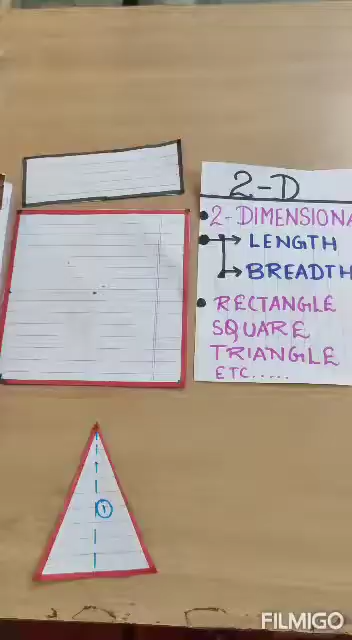 2-D
2-DIMENSIONA
LENGTH
BREADTH
RECTANGLE
SQUARE
TRIANGLE
ETC.....
1
FILMIGO